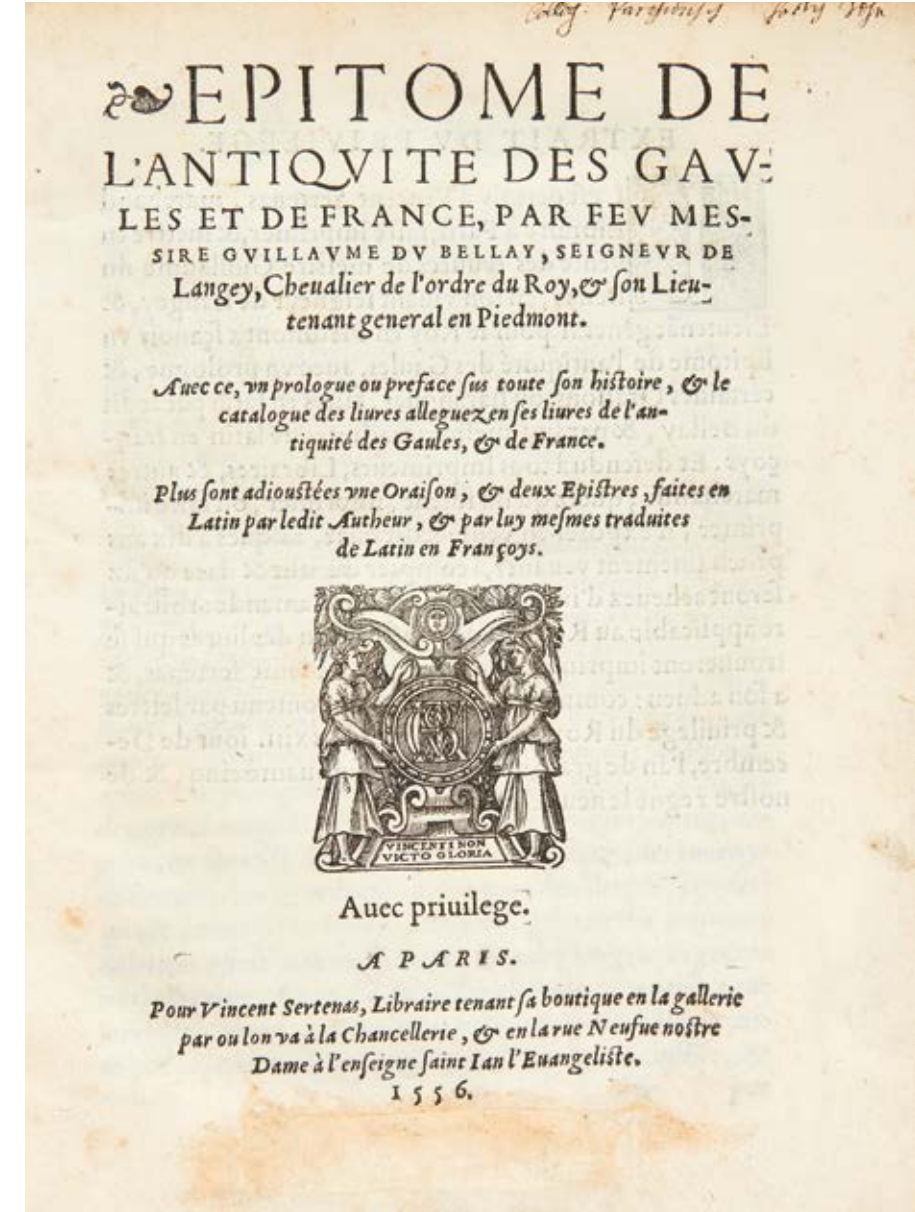 EPITOME DE
L'ANTIQVITE DES GAV-
LES ET DE FRANCE, PAR FEV MES-
SIRE GVILLAVME DV BELLAY, SEIGNEVR DE
Langey, Cheualier de l'ordre du Roy, & son Lieu-
tenant general en Piedmont.
Auec ce, vn prologue ou preface sus toute son histoire, & le
catalogue des liures alleguez en ses liures de l'an-
tiquité des Gaules, & de France.
Plus sont adioustées vne Oraison, & deux Epistres, faites en
Latin par ledit Autheur, & par luy mesmes traduites
de Latin en Françoys.
VINCENTI NON
VICTO GLORIA
Auec priuilege.
A PARIS.
Pour Vincent Sertenas, Libraire tenant sa boutique en la gallerie
par ou lon va à la Chancellerie, & en la rue Neufue nostre
Dame à l'enseigne saint Ian l'Euangeliste.
1556.